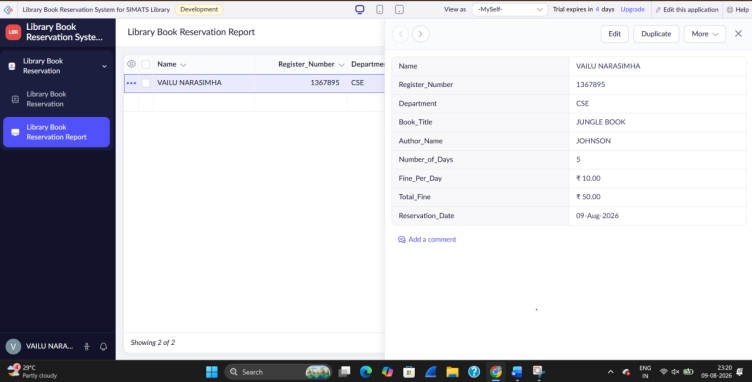 Library Book Reservation System for SIMATS Library
Development
View as
-MySelf-
Trial expires in 4 days
Upgrade
Edit this application
Help
LBR
Library Book
Reservation Syste...
Library Book
Reservation
Library Book
Reservation
Library Book
Reservation Report
VAILU NARA...
V
Library Book Reservation Report
Name
Register_Number
Departme
VAILU NARASIMHA
1367895
CSE
Showing 2 of 2
Edit
Duplicate
More
Name
VAILU NARASIMHA
Register_Number
1367895
Department
CSE
Book_Title
JUNGLE BOOK
Author_Name
JOHNSON
Number_of_Days
5
Fine_Per_Day
₹ 10.00
Total_Fine
₹ 50.00
Reservation_Date
09-Aug-2026
Add a comment
29°C
Partly cloudy
Search
ENG
IN
23:20
09-08-2026